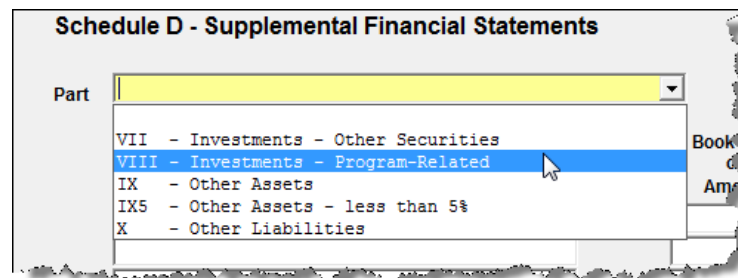 Schedule D - Supplemental Financial Statements
Part
VII - Investments - Other Securities
VIII - Investments - Program-Related
IX - Other Assets
IX5 - Other Assets - less than 5%
X - Other Liabilities
Book